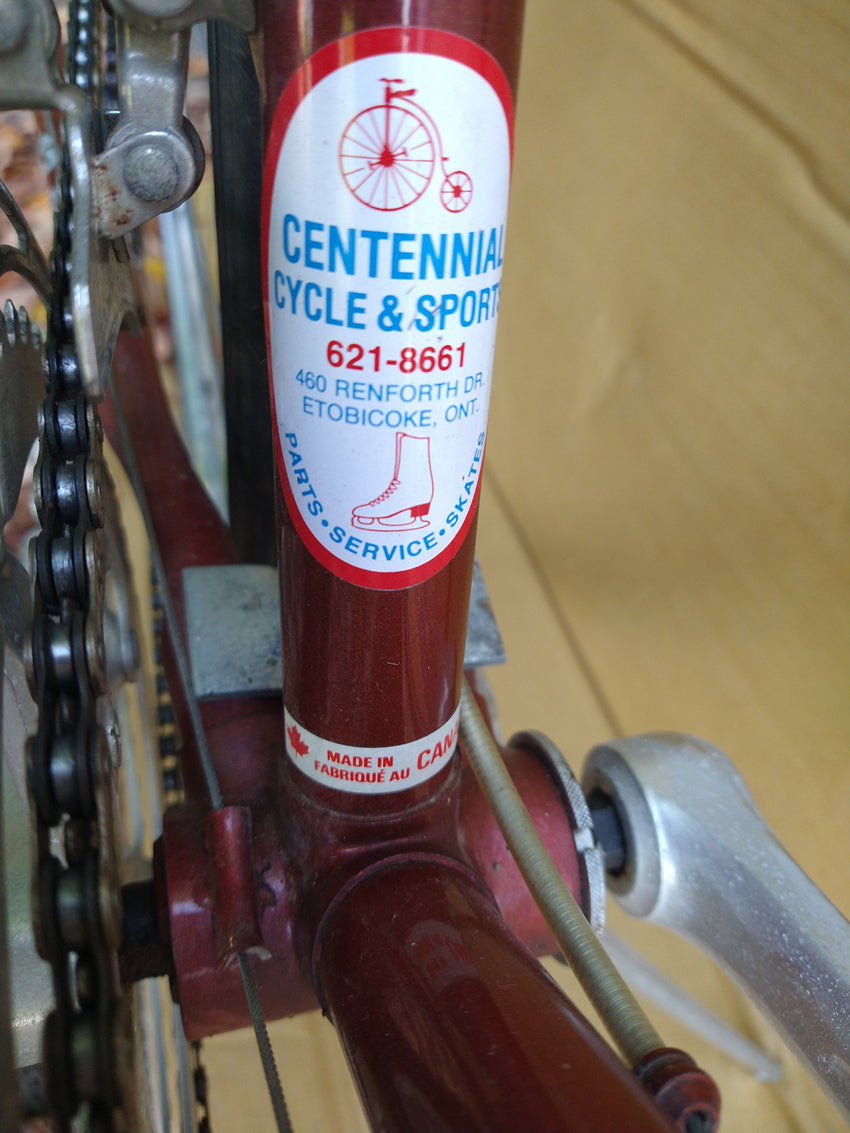 CENTENNIAL
CYCLE & SPORTS
621-8661
460 RENFORTH DR.
ETOBICOKE, ONT.
PARTS • SERVICE • SKATES
MADE IN
FABRIQUÉ AU